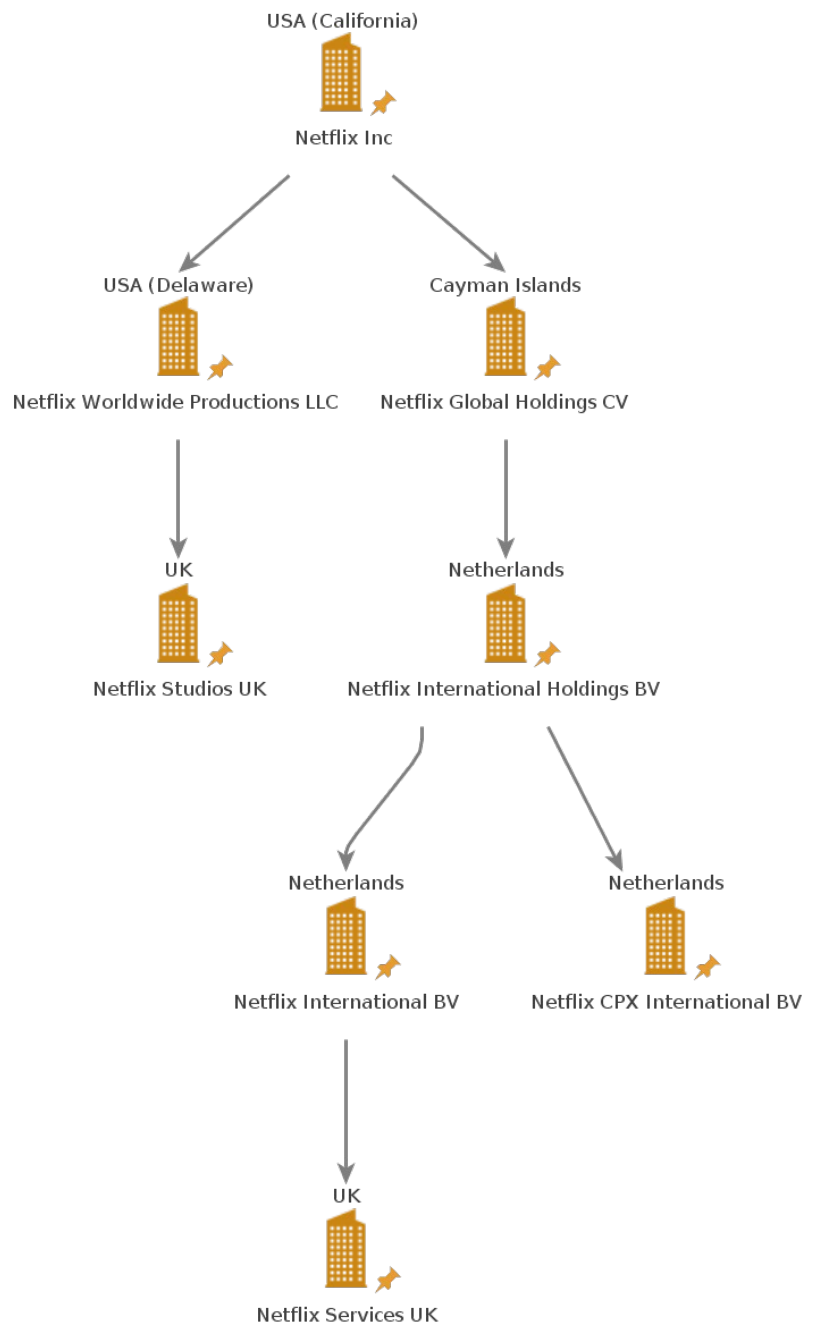 USA (California)
Netflix Inc
USA (Delaware)
Cayman Islands
Netflix Worldwide Productions LLC
Netflix Global Holdings CV
UK
Netherlands
Netflix Studios UK
Netflix International Holdings BV
Netherlands
Netherlands
Netflix International BV
Netflix CPX International BV
UK
Netflix Services UK